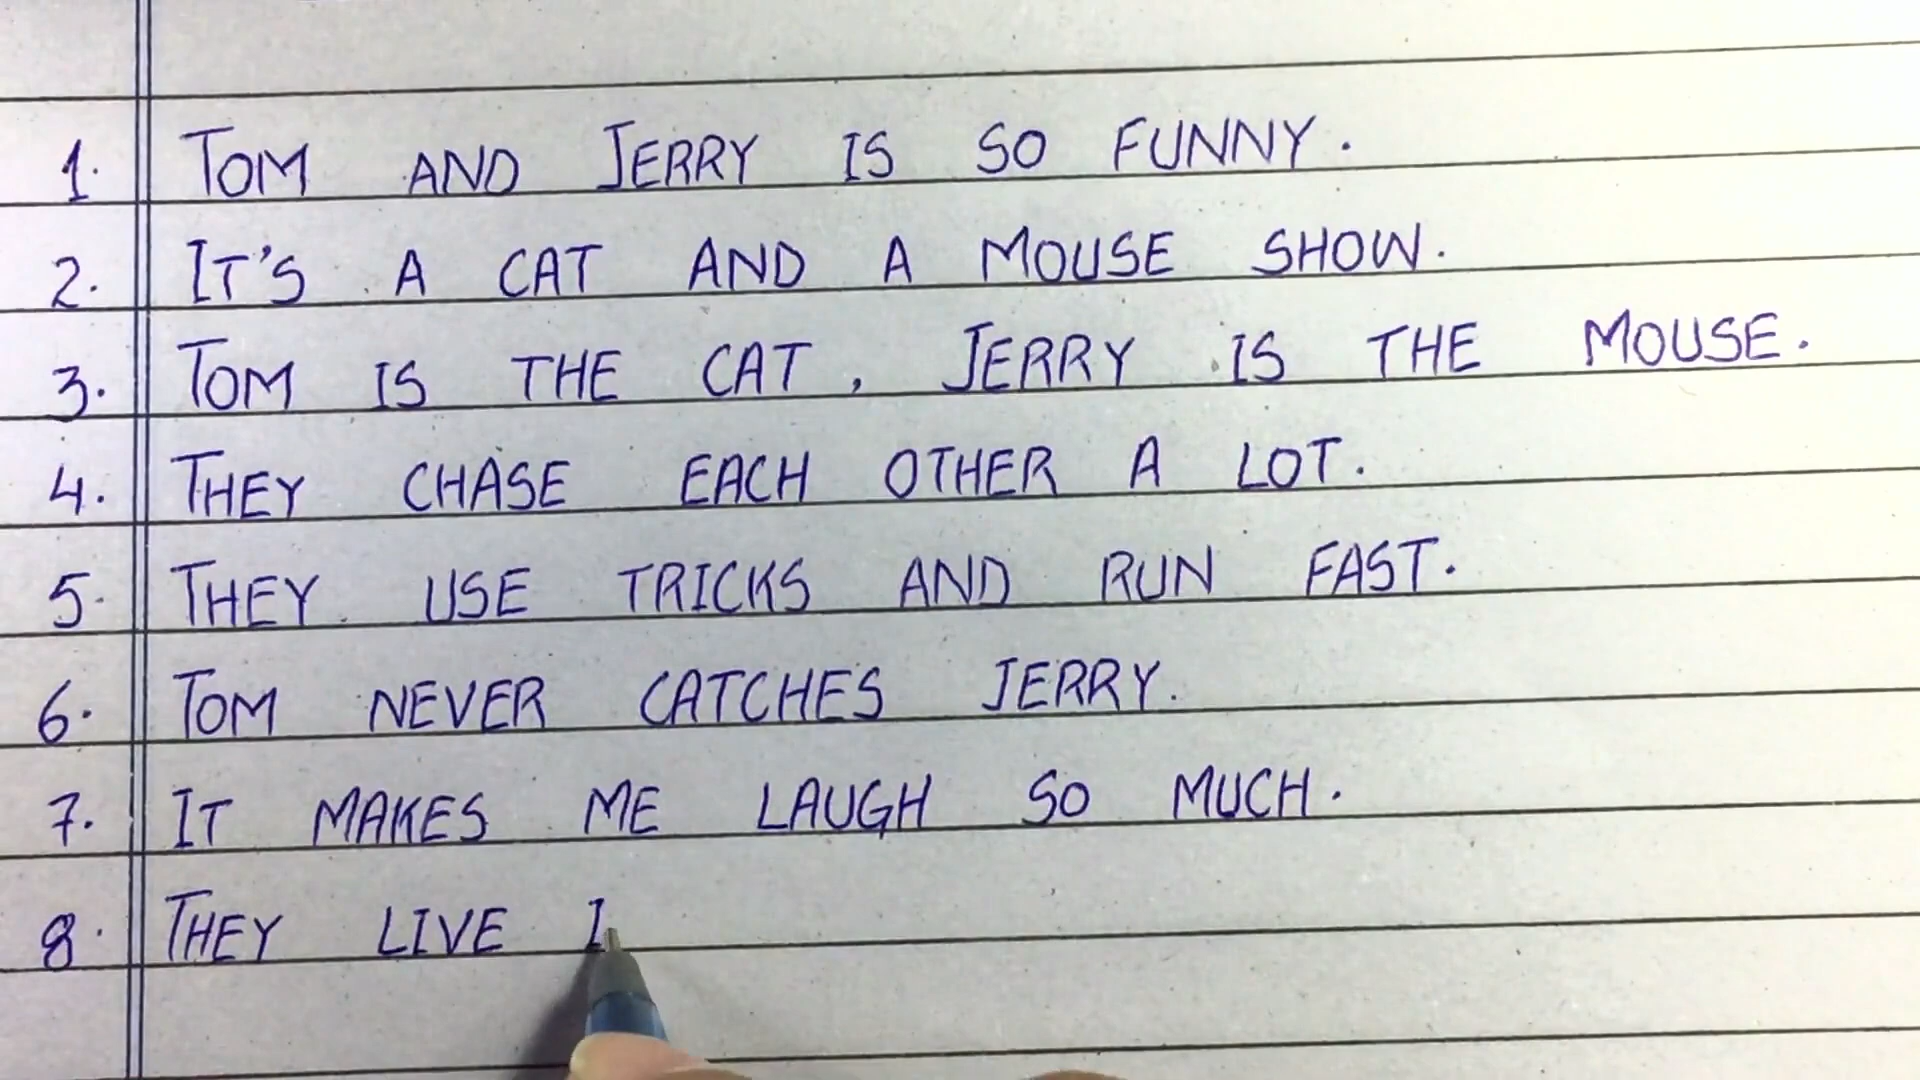 1. TOM AND JERRY IS SO FUNNY.
2. IT'S A CAT AND A MOUSE SHOW.
3. TOM IS THE CAT, JERRY IS THE MOUSE.
4. THEY CHASE EACH OTHER A LOT.
5. THEY USE TRICKS AND RUN FAST.
6. TOM NEVER CATCHES JERRY.
7. IT MAKES ME LAUGH SO MUCH.
8. THEY LIVE I